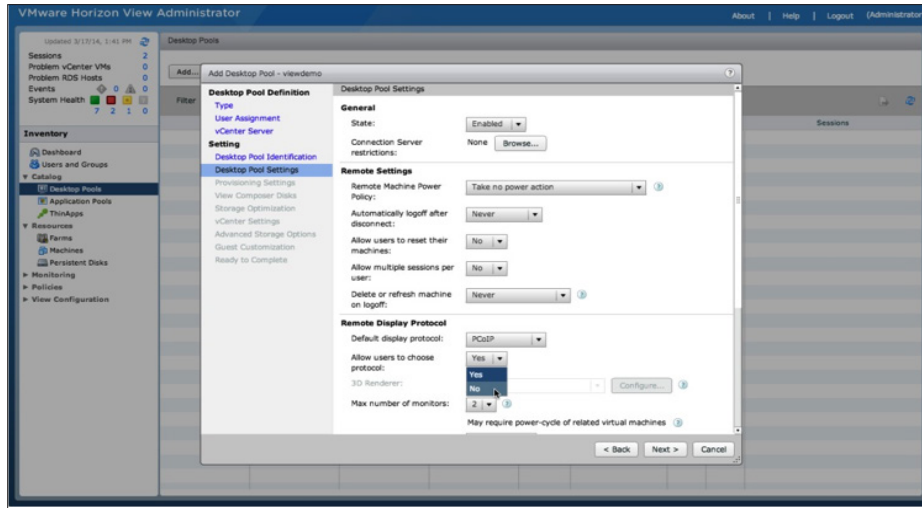 VMware Horizon View Administrator
About | Help | Logout (Administrator
Updated 3/17/14, 1:41 PM
Sessions 2
Problem vCenter VMs 0
Problem RDS Hosts 0
Events 0 0
System Health
7 2 1 0
Inventory
Dashboard
Users and Groups
Catalog
Desktop Pools
Application Pools
ThinApps
Resources
Farms
Machines
Persistent Disks
Monitoring
Policies
View Configuration
Desktop Pools
Add...
Filter
Sessions
Add Desktop Pool - viewdemo
?
Desktop Pool Definition
Type
User Assignment
vCenter Server
Setting
Desktop Pool Identification
Desktop Pool Settings
Provisioning Settings
View Composer Disks
Storage Optimization
vCenter Settings
Advanced Storage Options
Guest Customization
Ready to Complete
Desktop Pool Settings
General
State: Enabled
Connection Server restrictions: None Browse...
Remote Settings
Remote Machine Power Policy: Take no power action
Automatically logoff after disconnect: Never
Allow users to reset their machines: No
Allow multiple sessions per user: No
Delete or refresh machine on logoff: Never
Remote Display Protocol
Default display protocol: PCoIP
Allow users to choose protocol: Yes
Yes
No
3D Renderer: Configure...
Max number of monitors: 2
May require power-cycle of related virtual machines
< Back Next > Cancel